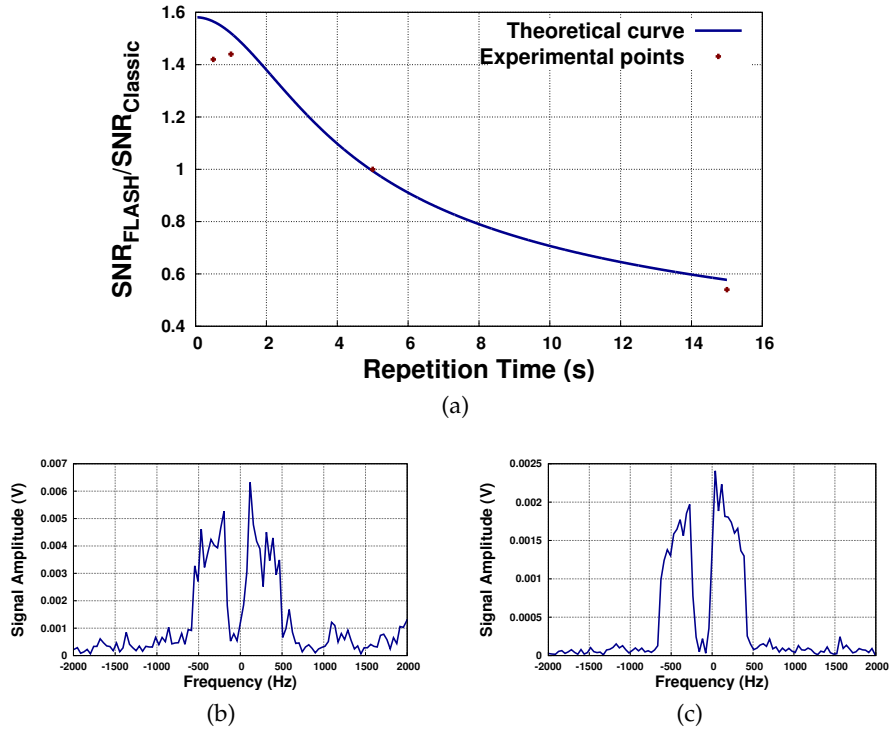 1.6
1.4
1.2
1
0.8
0.6
0.4
SNR_FLASH/SNR_Classic
Theoretical curve
Experimental points
0 2 4 6 8 10 12 14 16
Repetition Time (s)
(a)
0.007
0.006
0.005
0.004
0.003
0.002
0.001
0
Signal Amplitude (V)
-2000 -1500 -1000 -500 0 500 1000 1500 2000
Frequency (Hz)
(b)
0.0025
0.002
0.0015
0.001
0.0005
0
Signal Amplitude (V)
-2000 -1500 -1000 -500 0 500 1000 1500 2000
Frequency (Hz)
(c)